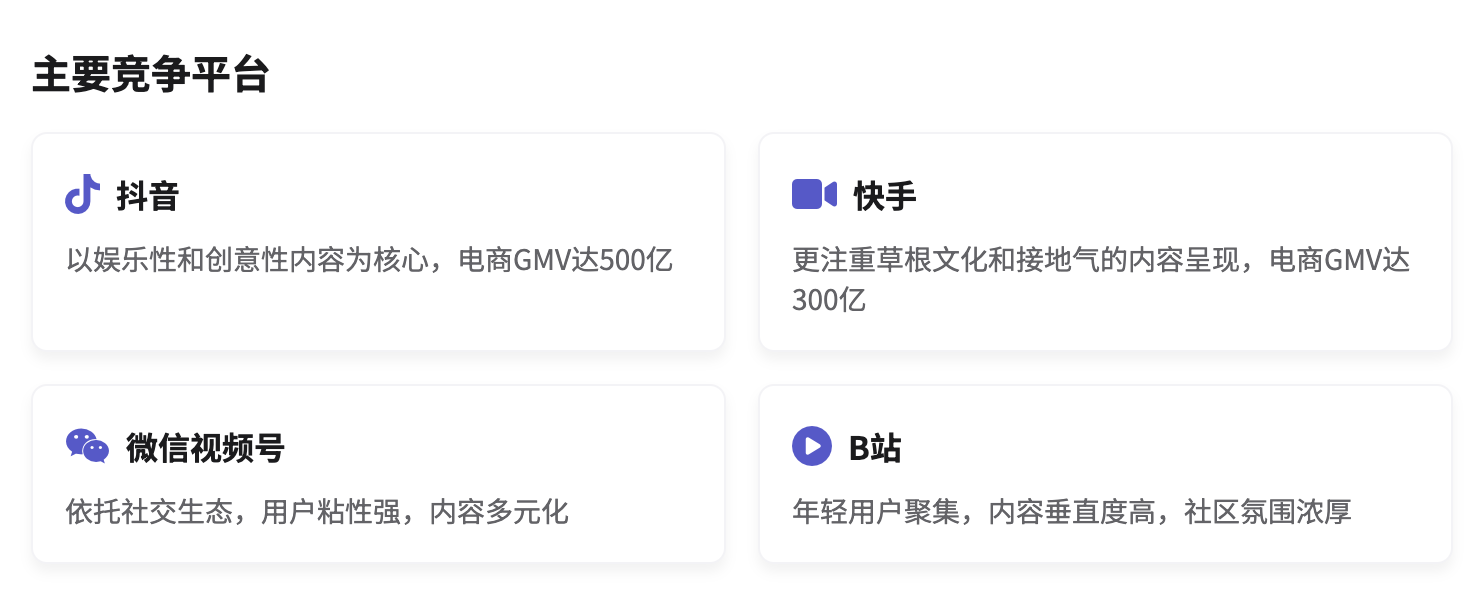 主要竞争平台
抖音
以娱乐性和创意性内容为核心，电商GMV达500亿
快手
更注重草根文化和接地气的内容呈现，电商GMV达
300亿
微信视频号
依托社交生态，用户粘性强，内容多元化
B站
年轻用户聚集，内容垂直度高，社区氛围浓厚